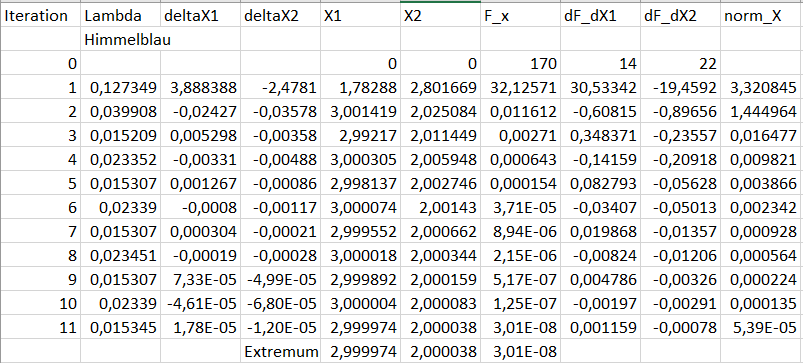 Iteration Lambda deltaX1 deltaX2 X1 X2 F_x dF_dX1 dF_dX2 norm_X
Himmelblau
0 0 0 170 14 22
1 0,127349 3,888388 -2,4781 1,78288 2,801669 32,12571 30,53342 -19,4592 3,320845
2 0,039908 -0,02427 -0,03578 3,001419 2,025084 0,011612 -0,60815 -0,89656 1,444964
3 0,015209 0,005298 -0,00358 2,99217 2,011449 0,00271 0,348371 -0,23557 0,016477
4 0,023352 -0,00331 -0,00488 3,000305 2,005948 0,000643 -0,14159 -0,20918 0,009821
5 0,015307 0,001267 -0,00086 2,998137 2,002746 0,000154 0,082793 -0,05628 0,003866
6 0,02339 -0,0008 -0,00117 3,000074 2,00143 3,71E-05 -0,03407 -0,05013 0,002342
7 0,015307 0,000304 -0,00021 2,999552 2,000662 8,94E-06 0,019868 -0,01357 0,000928
8 0,023451 -0,00019 -0,00028 3,000018 2,000344 2,15E-06 -0,00824 -0,01206 0,000564
9 0,015307 7,33E-05 -4,99E-05 2,999892 2,000159 5,17E-07 0,004786 -0,00326 0,000224
10 0,02339 -4,61E-05 -6,80E-05 3,000004 2,000083 1,25E-07 -0,00197 -0,00291 0,000135
11 0,015345 1,78E-05 -1,20E-05 2,999974 2,000038 3,01E-08 0,001159 -0,00078 5,39E-05
Extremum 2,999974 2,000038 3,01E-08